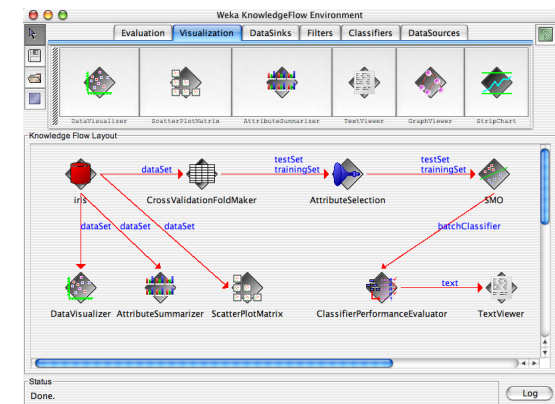 Weka KnowledgeFlow Environment
Evaluation Visualization DataSinks Filters Classifiers DataSources
DataVisualizer ScatterPlotMatrix AttributeSummarizer TextViewer GraphViewer StripChart
Knowledge Flow Layout
dataSet
testSet
trainingSet
testSet
trainingSet
iris CrossValidationFoldMaker AttributeSelection SMO
dataSet dataSet dataSet batchClassifier
text
DataVisualizer AttributeSummarizer ScatterPlotMatrix ClassifierPerformanceEvaluator TextViewer
Status
Done. Log